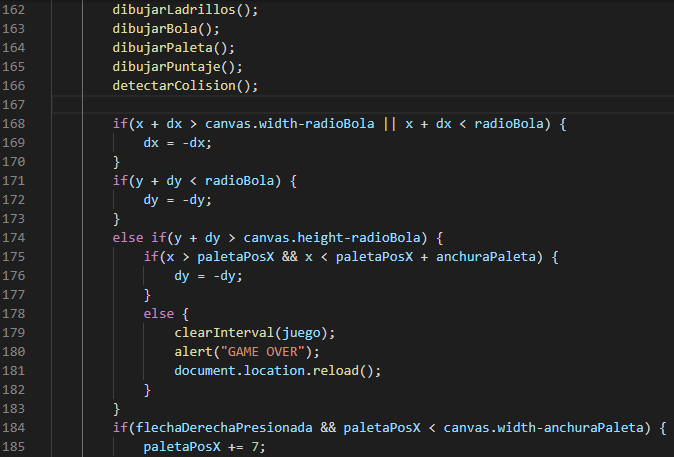 162 dibujarLadrillos();
163 dibujarBola();
164 dibujarPaleta();
165 dibujarPuntaje();
166 detectarColision();
167
168 if(x + dx > canvas.width-radioBola || x + dx < radioBola) {
169 dx = -dx;
170 }
171 if(y + dy < radioBola) {
172 dy = -dy;
173 }
174 else if(y + dy > canvas.height-radioBola) {
175 if(x > paletaPosX && x < paletaPosX + anchuraPaleta) {
176 dy = -dy;
177 }
178 else {
179 clearInterval(juego);
180 alert("GAME OVER");
181 document.location.reload();
182 }
183 }
184 if(flechaDerechaPresionada && paletaPosX < canvas.width-anchuraPaleta) {
185 paletaPosX += 7;